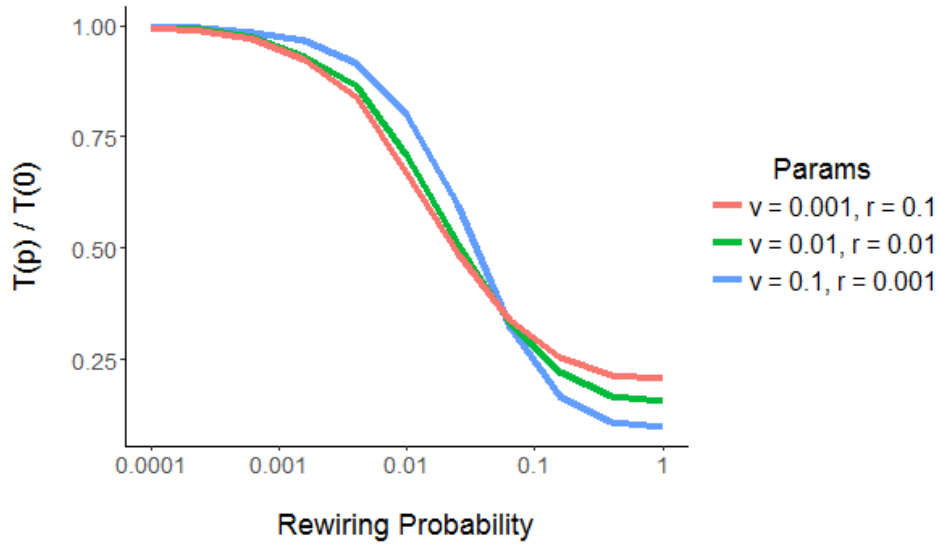 T(p) / T(0)
1.00
0.75
0.50
0.25
0.0001 0.001 0.01 0.1 1
Rewiring Probability
Params
v = 0.001, r = 0.1
v = 0.01, r = 0.01
v = 0.1, r = 0.001